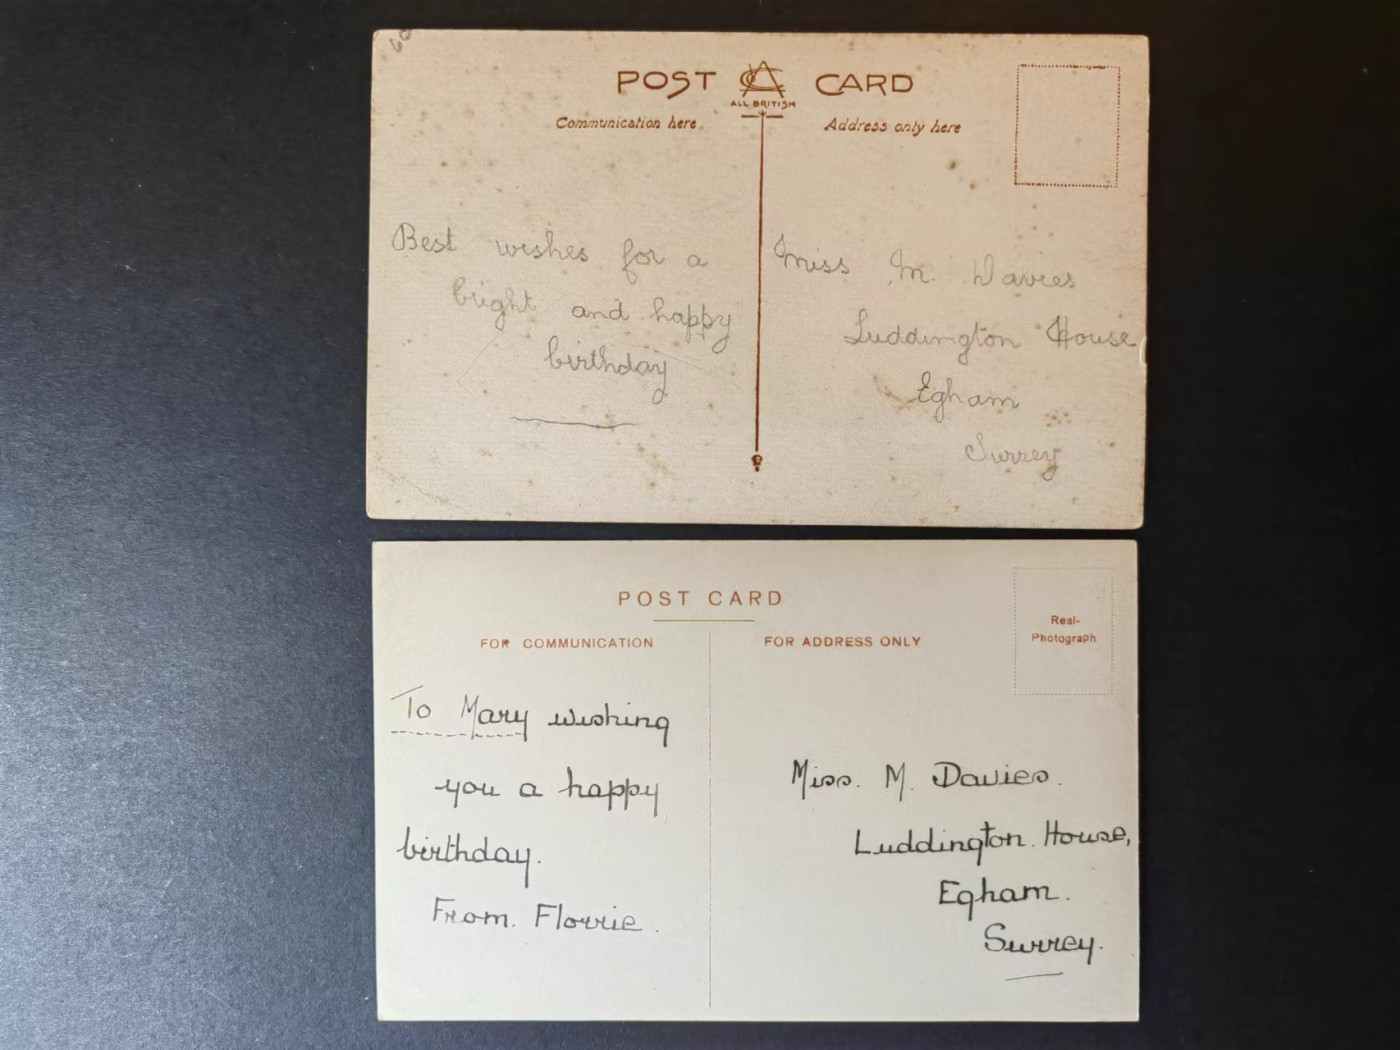 POST CARD
ALL BRITISH
Communication here.
Address only here
Best wishes for a
bright and happy
birthday
Miss M. Davies
Luddington House
Egham
Surrey
POST CARD
FOR COMMUNICATION
FOR ADDRESS ONLY
Real-
Photograph
To Mary wishing
you a happy
birthday.
From. Florrie.
Miss. M. Davies.
Luddington. House,
Egham.
Surrey.